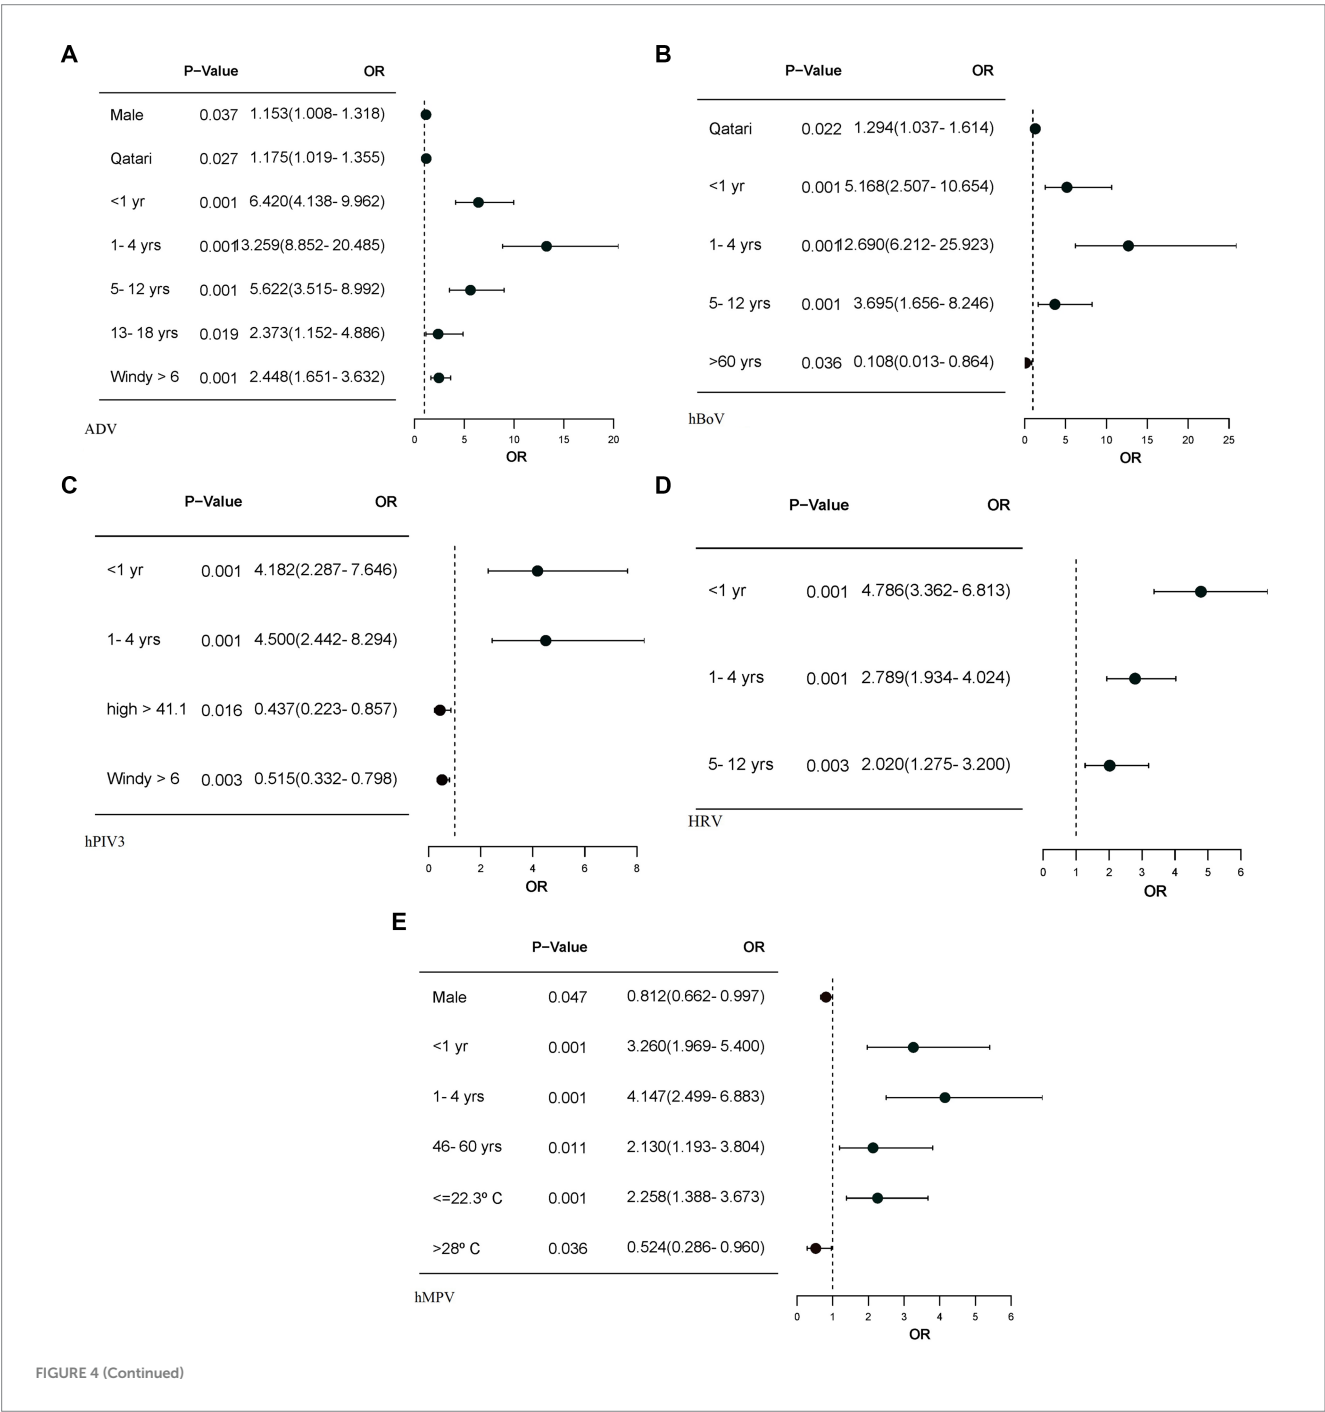 A
P-Value OR
Male 0.037 1.153(1.008- 1.318)
Qatari 0.027 1.175(1.019- 1.355)
<1 yr 0.001 6.420(4.138- 9.962)
1- 4 yrs 0.001 13.259(8.852- 20.485)
5- 12 yrs 0.001 5.622(3.515- 8.992)
13- 18 yrs 0.019 2.373(1.152- 4.886)
Windy > 6 0.001 2.448(1.651- 3.632)
ADV
0 5 10 15 20
OR
B
P-Value OR
Qatari 0.022 1.294(1.037- 1.614)
<1 yr 0.001 5.168(2.507- 10.654)
1- 4 yrs 0.001 12.690(6.212- 25.923)
5- 12 yrs 0.001 3.695(1.656- 8.246)
>60 yrs 0.036 0.108(0.013- 0.864)
hBoV
0 5 10 15 20 25
OR
C
P-Value OR
<1 yr 0.001 4.182(2.287- 7.646)
1- 4 yrs 0.001 4.500(2.442- 8.294)
high > 41.1 0.016 0.437(0.223- 0.857)
Windy > 6 0.003 0.515(0.332- 0.798)
hPIV3
0 2 4 6 8
OR
D
P-Value OR
<1 yr 0.001 4.786(3.362- 6.813)
1- 4 yrs 0.001 2.789(1.934- 4.024)
5- 12 yrs 0.003 2.020(1.275- 3.200)
HRV
0 1 2 3 4 5 6
OR
E
P-Value OR
Male 0.047 0.812(0.662- 0.997)
<1 yr 0.001 3.260(1.969- 5.400)
1- 4 yrs 0.001 4.147(2.499- 6.883)
46- 60 yrs 0.011 2.130(1.193- 3.804)
<=22.3º C 0.001 2.258(1.388- 3.673)
>28º C 0.036 0.524(0.286- 0.960)
hMPV
0 1 2 3 4 5 6
OR
FIGURE 4 (Continued)